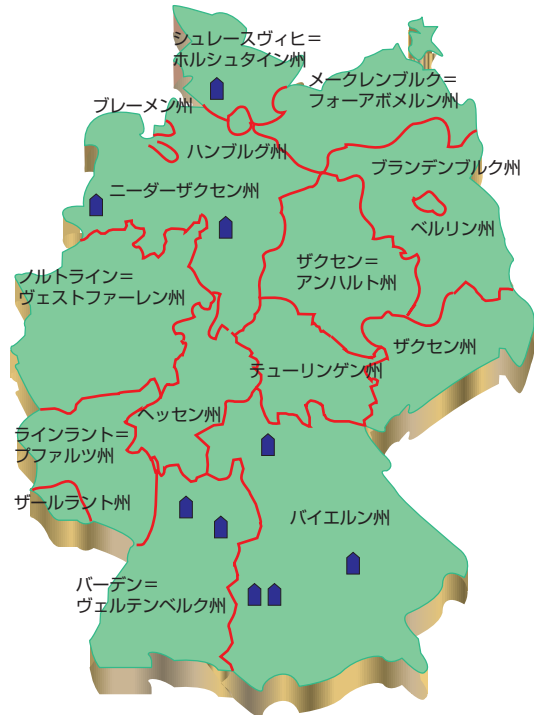 シュレースヴィヒ＝
ホルシュタイン州
メークレンブルク＝
フォーアポメルン州
ブレーメン州
ハンブルグ州
ブランデンブルク州
ニーダーザクセン州
ベルリン州
ザクセン＝
アンハルト州
ノルトライン＝
ヴェストファーレン州
ザクセン州
テューリンゲン州
ヘッセン州
ラインラント＝
プファルツ州
ザールラント州
バイエルン州
バーデン＝
ヴェルテンベルク州